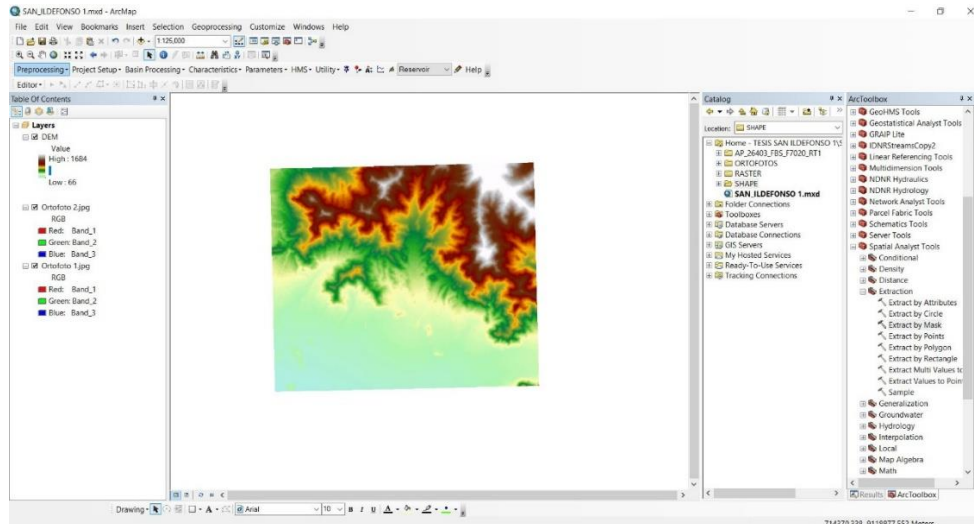 SAN_ILDEFONSO 1.mxd - ArcMap
File Edit View Bookmarks Insert Selection Geoprocessing Customize Windows Help
1:125,000
Preprocessing Project Setup Basin Processing Characteristics Parameters HMS Utility Reservoir Help
Editor
Table Of Contents
Layers
DEM
Value
High : 1684
Low : 66
Ortofoto 2.jpg
RGB
Red: Band_1
Green: Band_2
Blue: Band_3
Ortofoto 1.jpg
RGB
Red: Band_1
Green: Band_2
Blue: Band_3
Drawing
Arial
10
B I U A
Catalog
Location: SHAPE
Home - TESIS SAN ILDEFONSO 1\S
AP_26403_FBS_F7020_RT1
ORTOFOTOS
RASTER
SHAPE
SAN_ILDEFONSO 1.mxd
Folder Connections
Toolboxes
Database Servers
Database Connections
GIS Servers
My Hosted Services
Ready-To-Use Services
Tracking Connections
ArcToolbox
GeoHMS Tools
Geostatistical Analyst Tools
GRAIP Lite
IDNRStreamsCopy2
Linear Referencing Tools
Multidimension Tools
NDNR Hydraulics
NDNR Hydrology
Network Analyst Tools
Parcel Fabric Tools
Schematics Tools
Server Tools
Spatial Analyst Tools
Conditional
Density
Distance
Extraction
Extract by Attributes
Extract by Circle
Extract by Mask
Extract by Points
Extract by Polygon
Extract by Rectangle
Extract Multi Values to
Extract Values to Poin
Sample
Generalization
Groundwater
Hydrology
Interpolation
Local
Map Algebra
Math
Results ArcToolbox